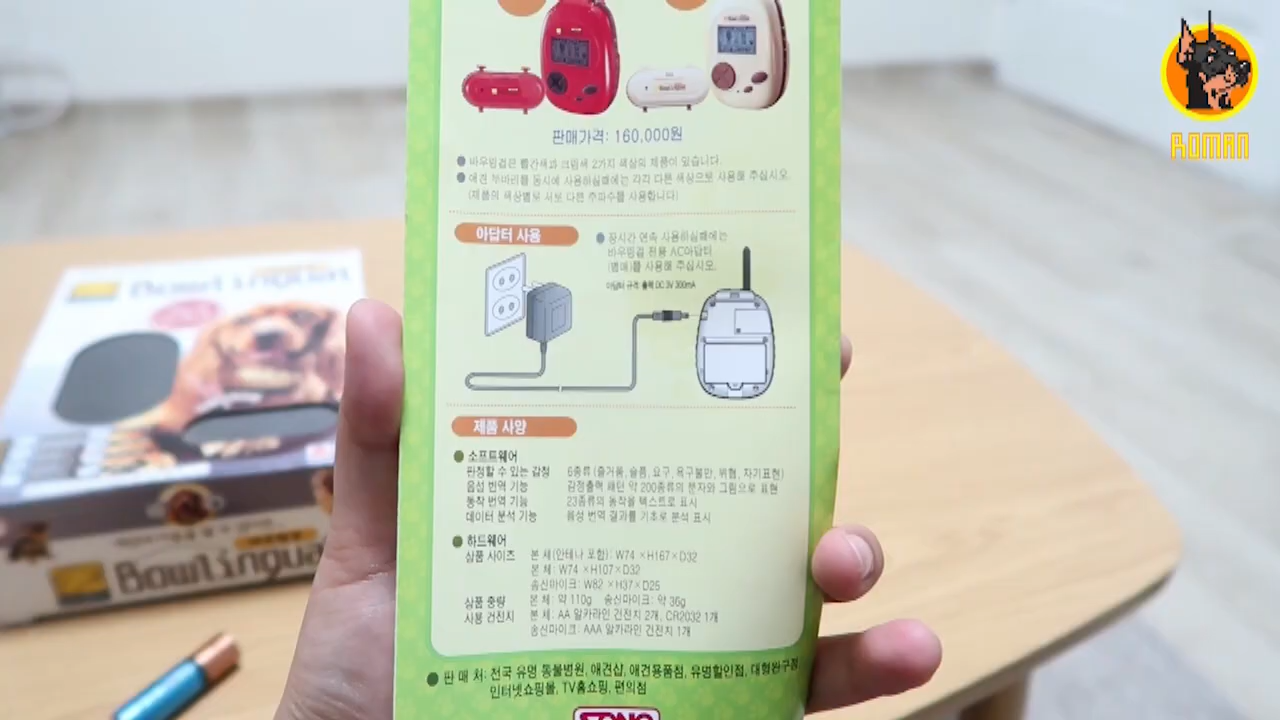 ROMAN
판매가격: 160,000원
● 바우링걸은 빨간색과 크림색 2가지 색상의 제품이 있습니다.
● 애견 두마리를 동시에 사용하실때에는 각각 다른 색상으로 사용해 주십시오.
(제품의 색상별로 서로 다른 주파수를 사용합니다)
아답터 사용
● 장시간 연속 사용하실때에는
바우링걸 전용 AC아답터
(별매)를 사용해 주십시오.
아답터 규격: 출력 DC 3V 300mA
제품 사양
● 소프트웨어
판정할 수 있는 감정 6종류 (즐거움, 슬픔, 요구, 욕구불만, 위협, 자기표현)
음성 번역 기능 감정출력 패턴 약 200종류의 문자와 그림으로 표현
동작 번역 기능 23종류의 동작을 텍스트로 표시
데이터 분석 기능 음성 번역 결과를 기초로 분석 표시
● 하드웨어
상품 사이즈 본 체(안테나 포함): W74 ×H167×D32
본 체: W74 ×H107×D32
송신마이크: W82 ×H37×D25
상품 중량 본 체: 약 110g 송신마이크: 약 36g
사용 건전지 본 체: AA 알카라인 건전지 2개, CR2032 1개
송신마이크: AAA 알카라인 건전지 1개
● 판 매 처: 전국 유명 동물병원, 애견샵, 애견용품점, 유명할인점, 대형완구점
인터넷쇼핑몰, TV홈쇼핑, 편의점
Bowlingual
Bowlingua